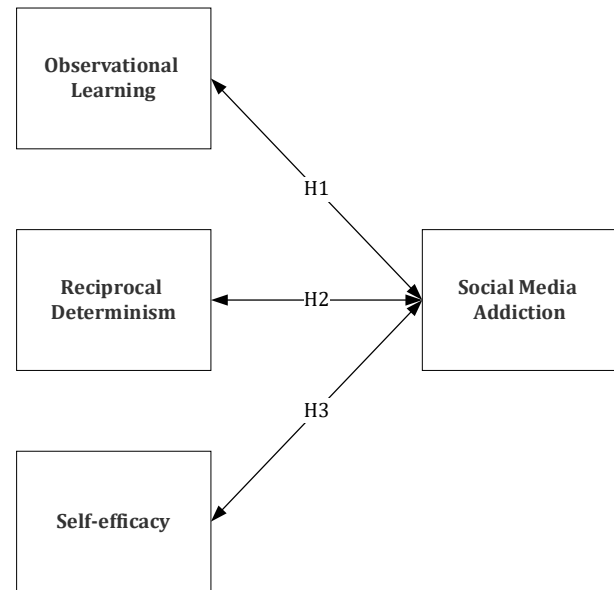 Observational
Learning
H1
Reciprocal
Determinism
H2
Social Media
Addiction
H3
Self-efficacy